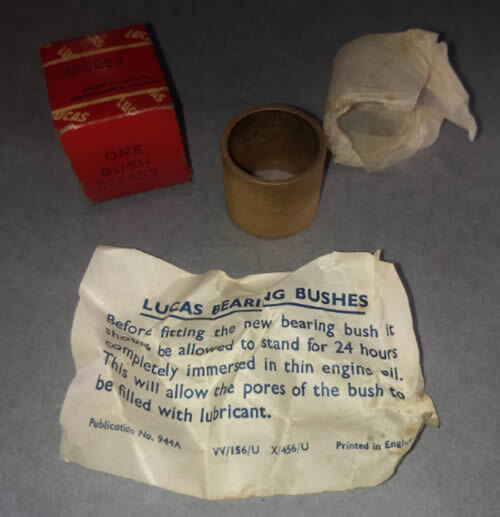 LUCAS
LUCAS
LUCAS
ONE
BUSH
LUCAS BEARING BUSHES
Before fitting the new bearing bush it
should be allowed to stand for 24 hours
completely immersed in thin engine oil.
This will allow the pores of the bush to
be filled with lubricant.
Publication No. 944A
VV/156/U X/456/U
Printed in